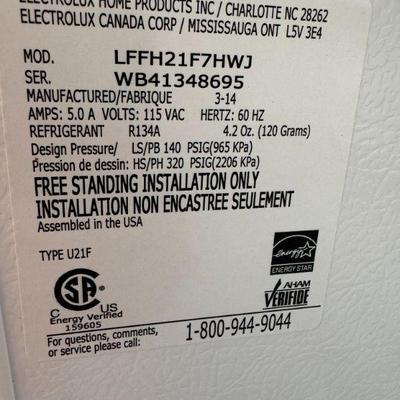 ELECTROLUX HOME PRODUCTS INC / CHARLOTTE NC 28262
ELECTROLUX CANADA CORP / MISSISSAUGA ONT L5V 3E4
MOD. LFFH21F7HWJ
SER. WB41348695
MANUFACTURED/FABRIQUE 3-14
AMPS: 5.0 A VOLTS: 115 VAC HERTZ: 60 HZ
REFRIGERANT R134A 4.2 Oz. (120 Grams)
Design Pressure/ LS/PB 140 PSIG(965 KPa)
Pression de dessin: HS/PH 320 PSIG(2206 KPa)
FREE STANDING INSTALLATION ONLY
INSTALLATION NON ENCASTREE SEULEMENT
Assembled in the USA
TYPE U21F
energy
ENERGY STAR
SA
C US
Energy Verified
159605
AHAM
VERIFIDE
For questions, comments,
or service please call:
1-800-944-9044